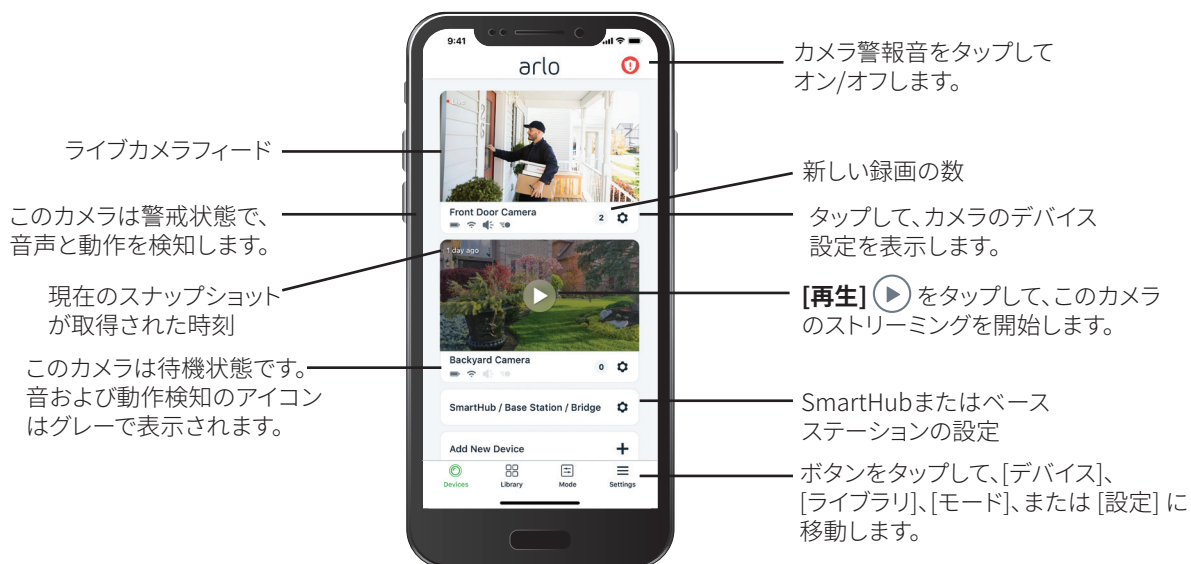 9:41
arlo
カメラ警報音をタップして
オン/オフします。
Live
ライブカメラフィード
新しい録画の数
Front Door Camera
2
このカメラは警戒状態で、
音声と動作を検知します。
タップして、カメラのデバイス
設定を表示します。
1 day ago
現在のスナップショット
が取得された時刻
[再生] をタップして、このカメラ
のストリーミングを開始します。
Backyard Camera
0
このカメラは待機状態です。
音および動作検知のアイコン
はグレーで表示されます。
SmartHub / Base Station / Bridge
SmartHubまたはベース
ステーションの設定
Add New Device
Devices Library Mode Settings
ボタンをタップして、[デバイス]、
[ライブラリ]、[モード]、または [設定] に
移動します。